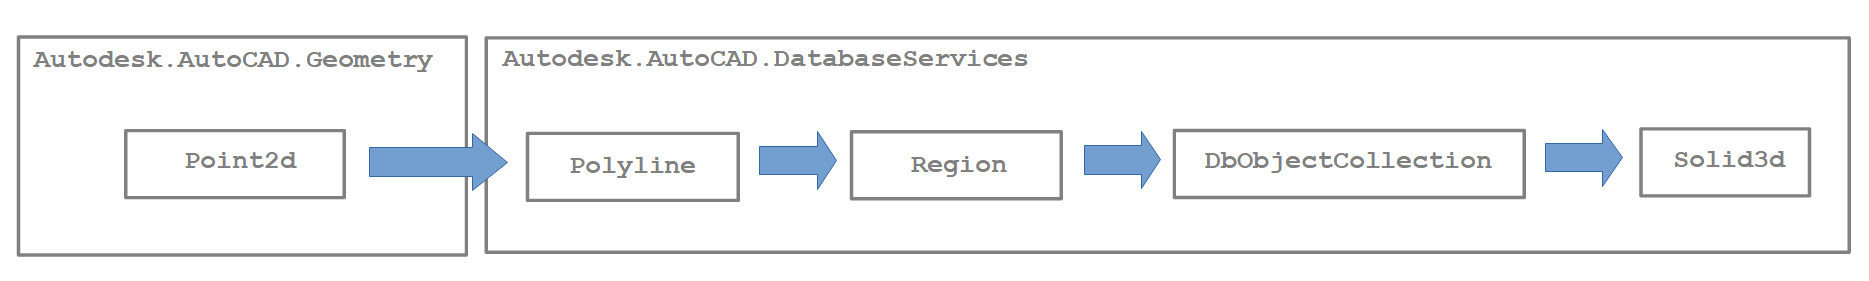 Autodesk.AutoCAD.Geometry
Autodesk.AutoCAD.DatabaseServices
Point2d
Polyline
Region
DbObjectCollection
Solid3d